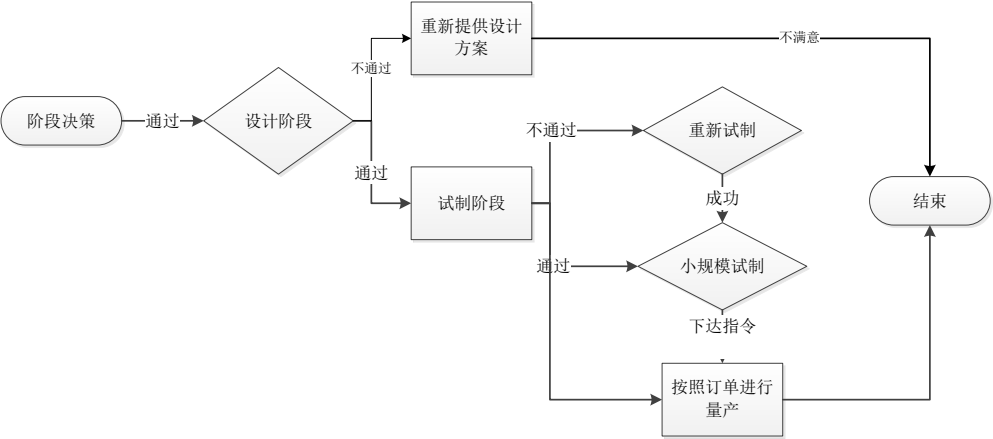 重新提供设计
方案
不满意
不通过
阶段决策
通过
设计阶段
不通过
重新试制
通过
试制阶段
成功
结束
通过
小规模试制
下达指令
按照订单进行
量产